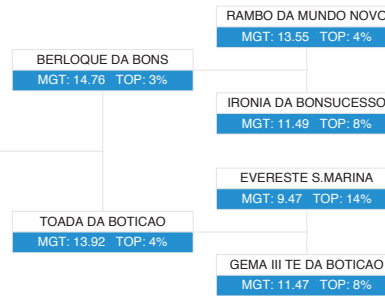 RAMBO DA MUNDO NOVO
MGT: 13.55 TOP: 4%
BERLOQUE DA BONS
MGT: 14.76 TOP: 3%
IRONIA DA BONSUCESSO
MGT: 11.49 TOP: 8%
EVERESTE S.MARINA
MGT: 9.47 TOP: 14%
TOADA DA BOTICAO
MGT: 13.92 TOP: 4%
GEMA III TE DA BOTICAO
MGT: 11.47 TOP: 8%